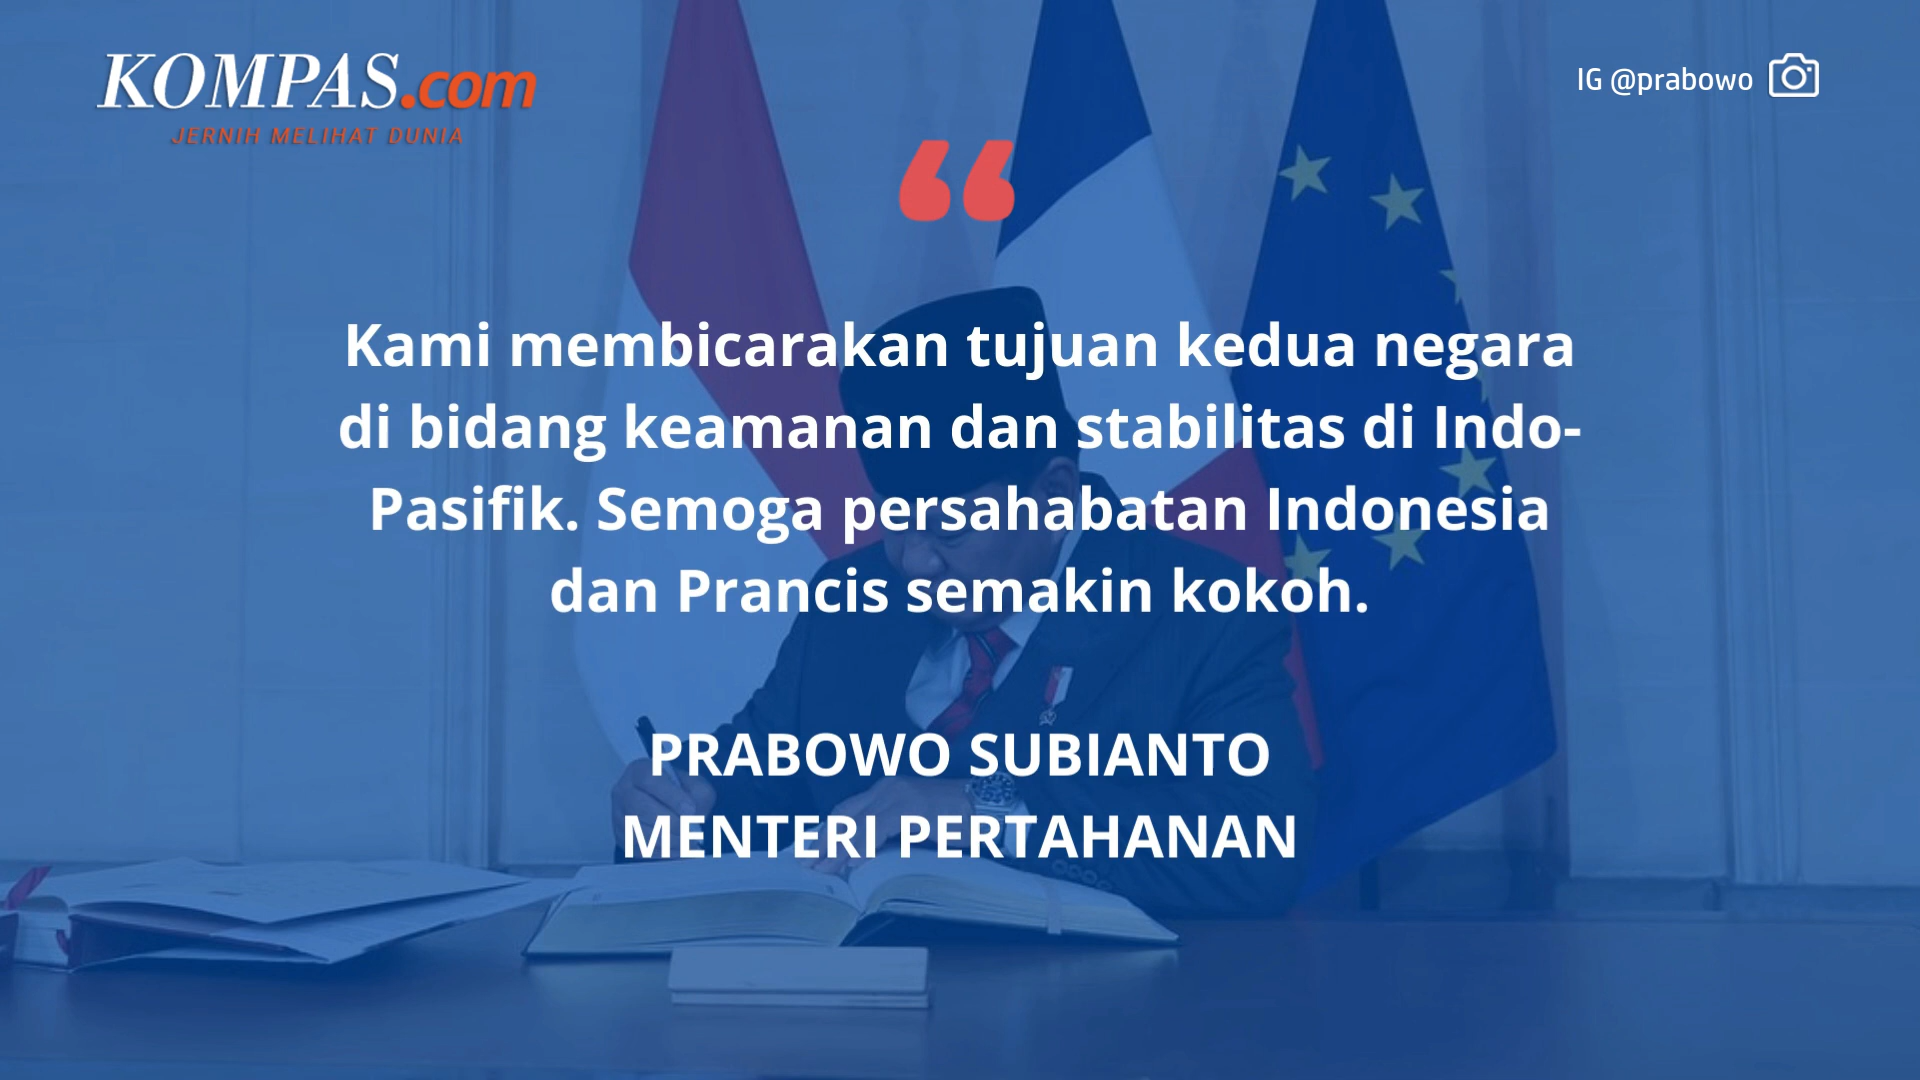 KOMPAS.com
JERNIH MELIHAT DUNIA
IG @prabowo
“
Kami membicarakan tujuan kedua negara
di bidang keamanan dan stabilitas di Indo-
Pasifik. Semoga persahabatan Indonesia
dan Prancis semakin kokoh.
PRABOWO SUBIANTO
MENTERI PERTAHANAN